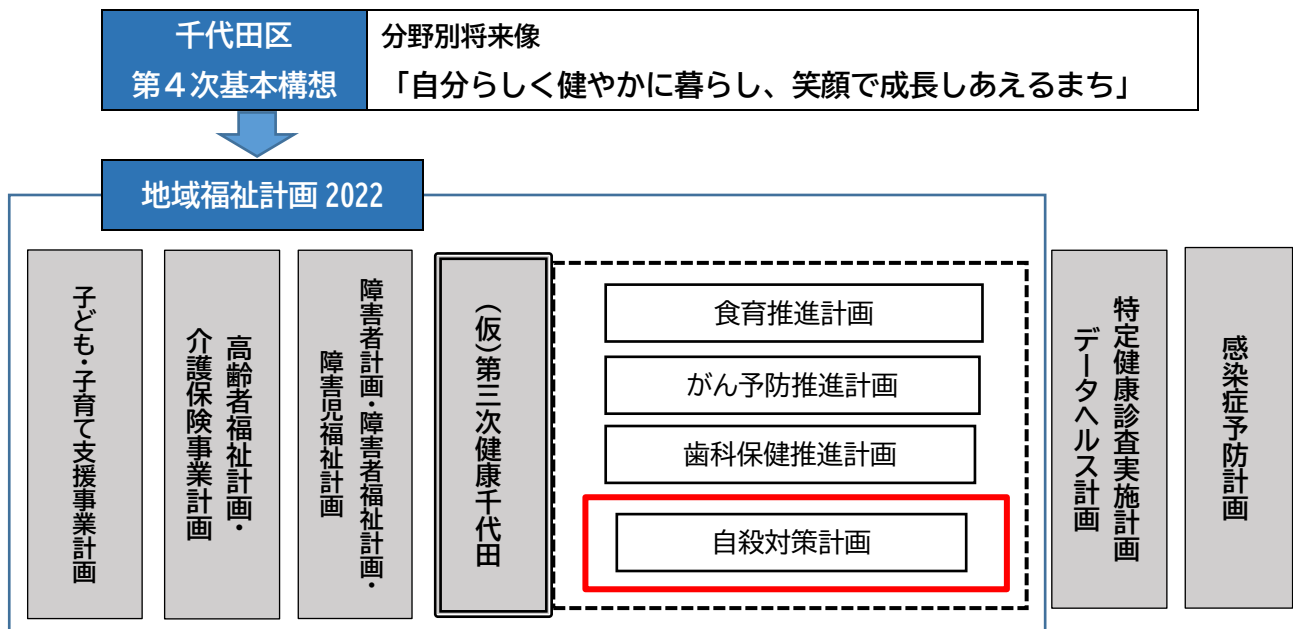 千代田区
第４次基本構想
分野別将来像
「自分らしく健やかに暮らし、笑顔で成長しあえるまち」
地域福祉計画 2022
子ども・子育て支援事業計画
高齢者福祉計画・
介護保険事業計画
障害者計画・障害者福祉計画・
障害児福祉計画
（仮）第三次健康千代田
食育推進計画
がん予防推進計画
歯科保健推進計画
自殺対策計画
特定健康診査実施計画
データヘルス計画
感染症予防計画